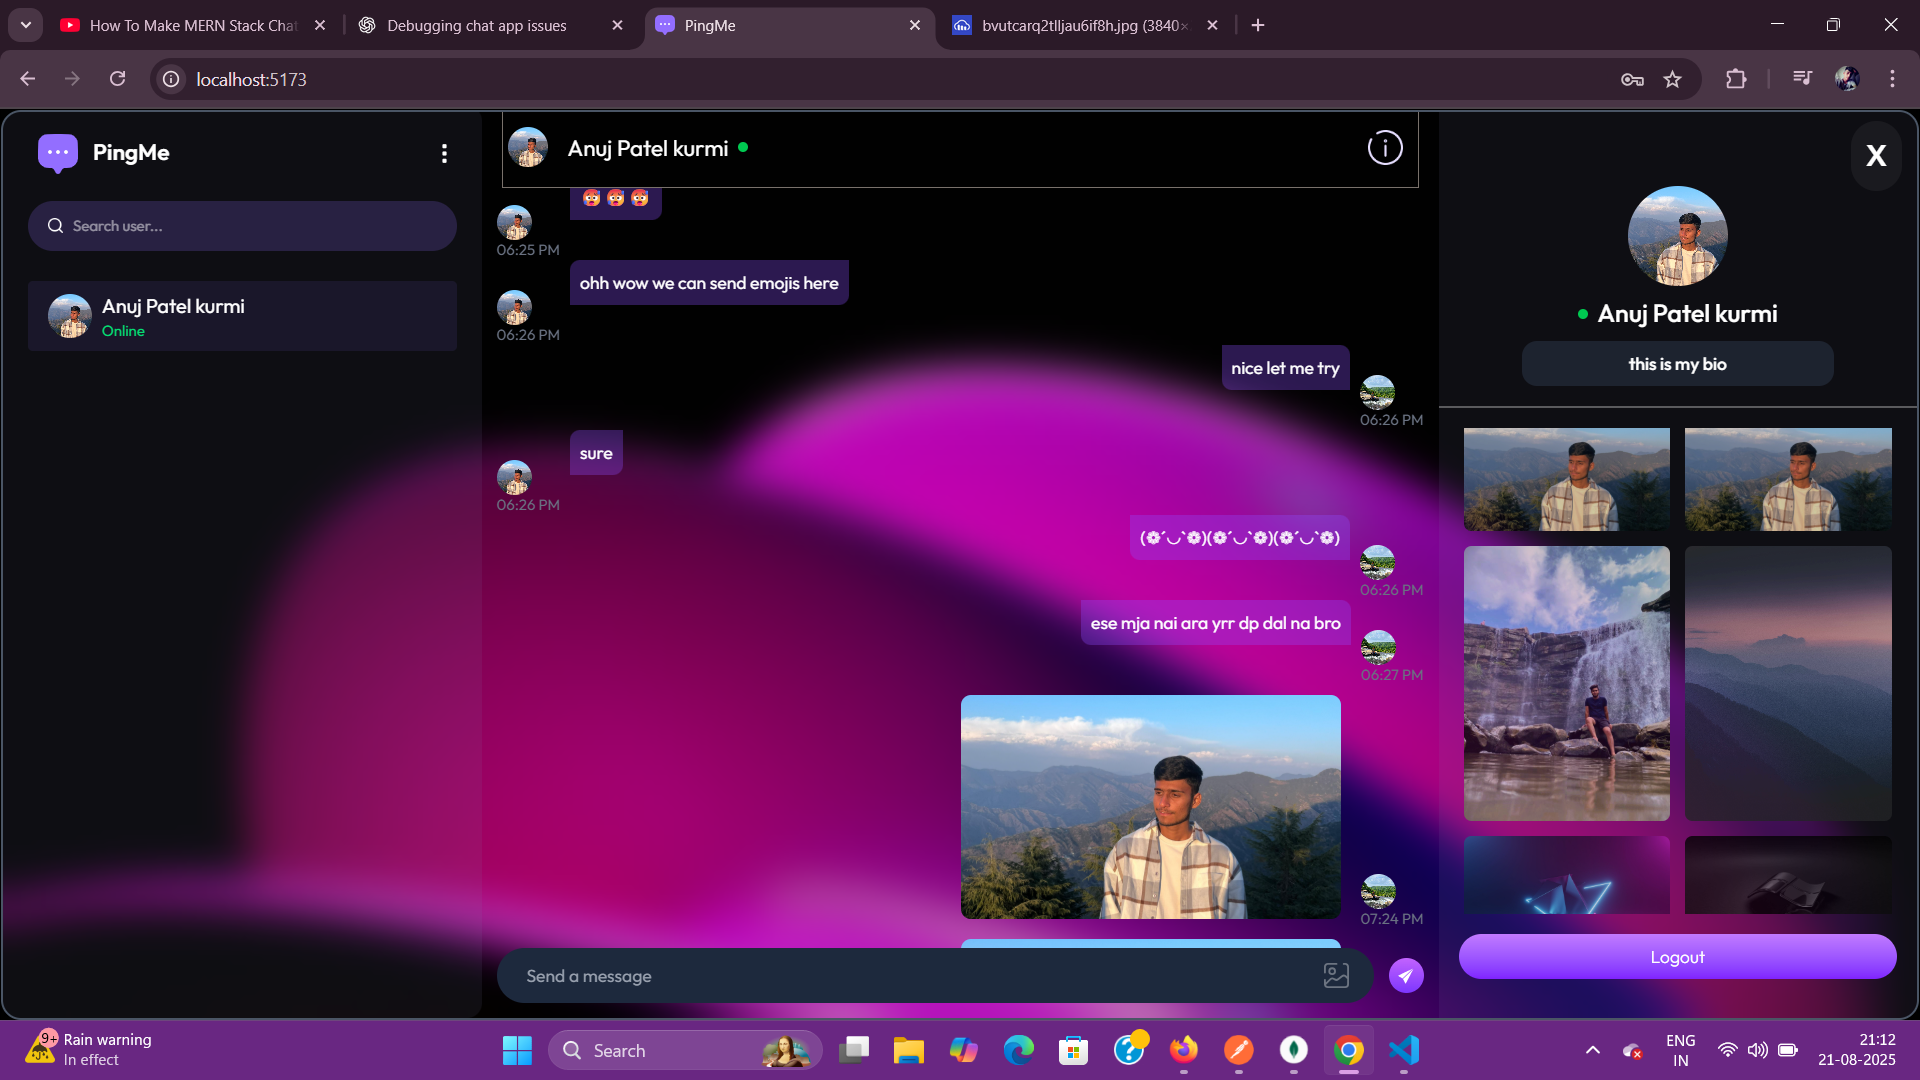 How To Make MERN Stack Chat
Debugging chat app issues
PingMe
bvutcarq2tlljau6if8h.jpg (3840×
localhost:5173
PingMe
Search user...
Anuj Patel kurmi
Online
Anuj Patel kurmi
🥵🥵🥵
06:25 PM
ohh wow we can send emojis here
06:26 PM
nice let me try
06:26 PM
sure
06:26 PM
(❁´◡`❁)(❁´◡`❁)(❁´◡`❁)
06:26 PM
ese mja nai ara yrr dp dal na bro
06:27 PM
07:24 PM
Send a message
X
Anuj Patel kurmi
this is my bio
Logout
9+
Rain warning
In effect
Search
ENG
IN
21:12
21-08-2025